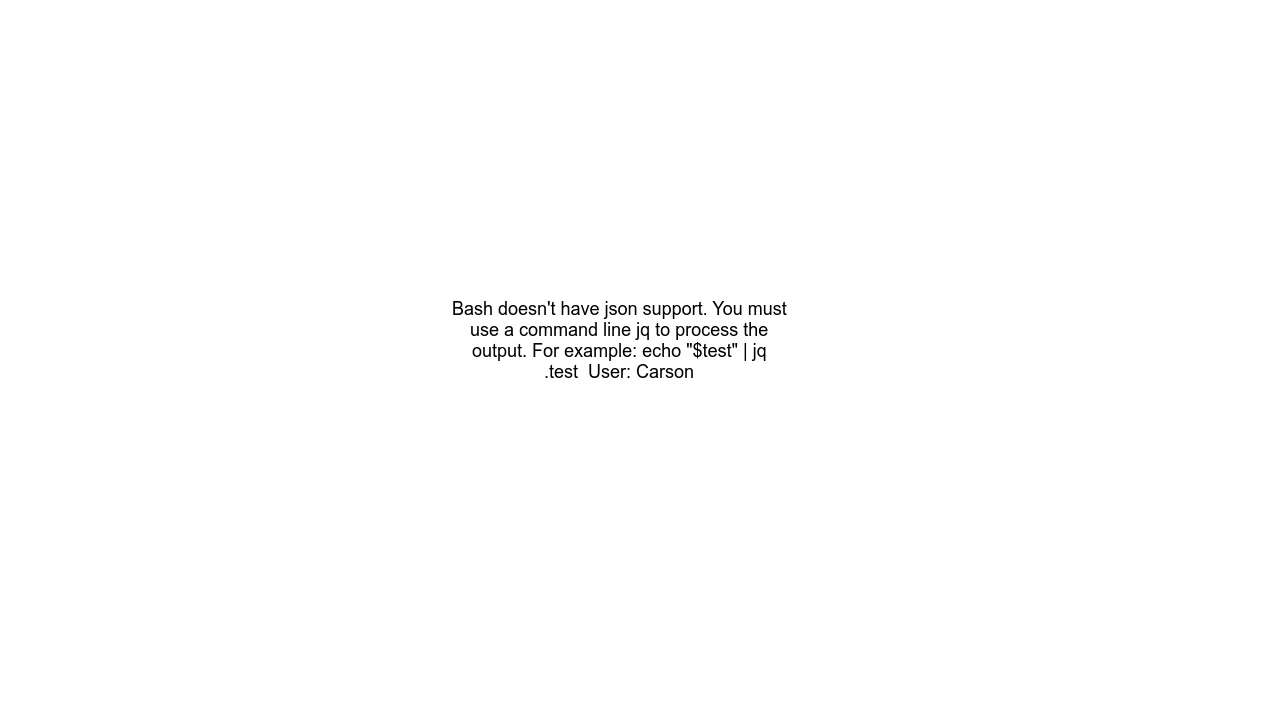 Bash doesn't have json support. You must
use a command line jq to process the
output. For example: echo "$test" | jq
.test  User: Carson